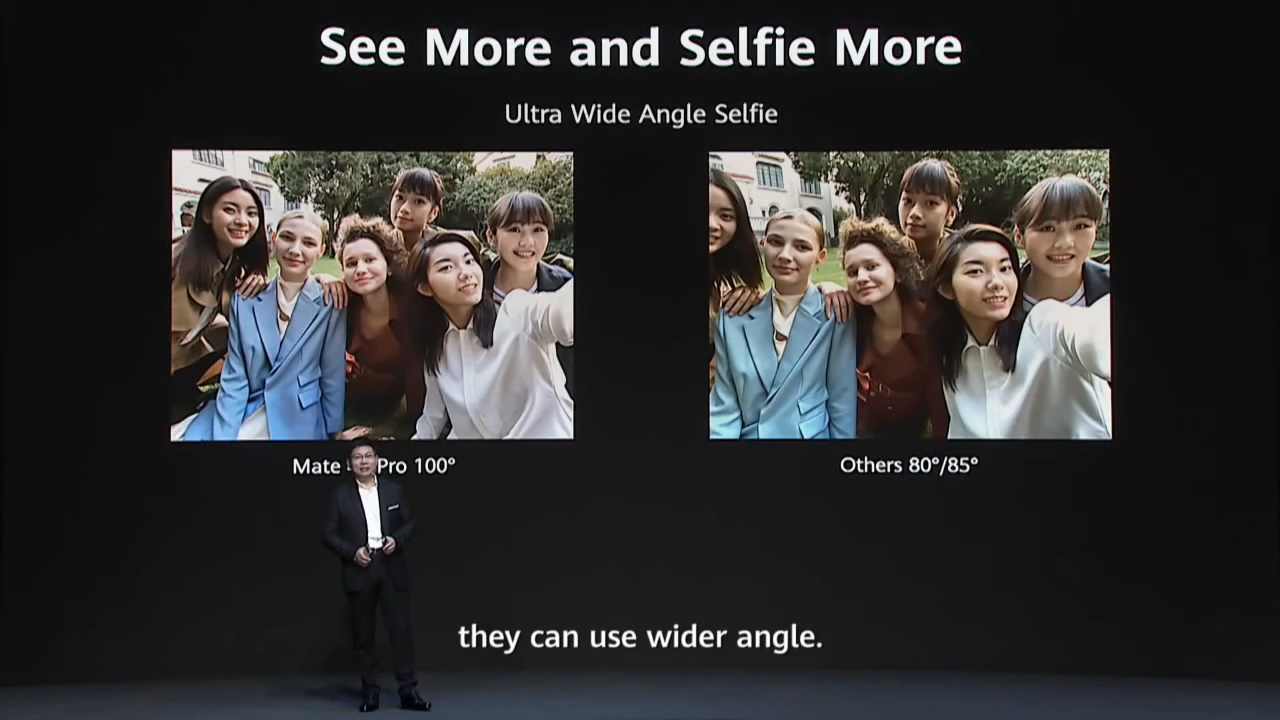 See More and Selfie More
Ultra Wide Angle Selfie
Mate Pro 100°
Others 80°/85°
they can use wider angle.